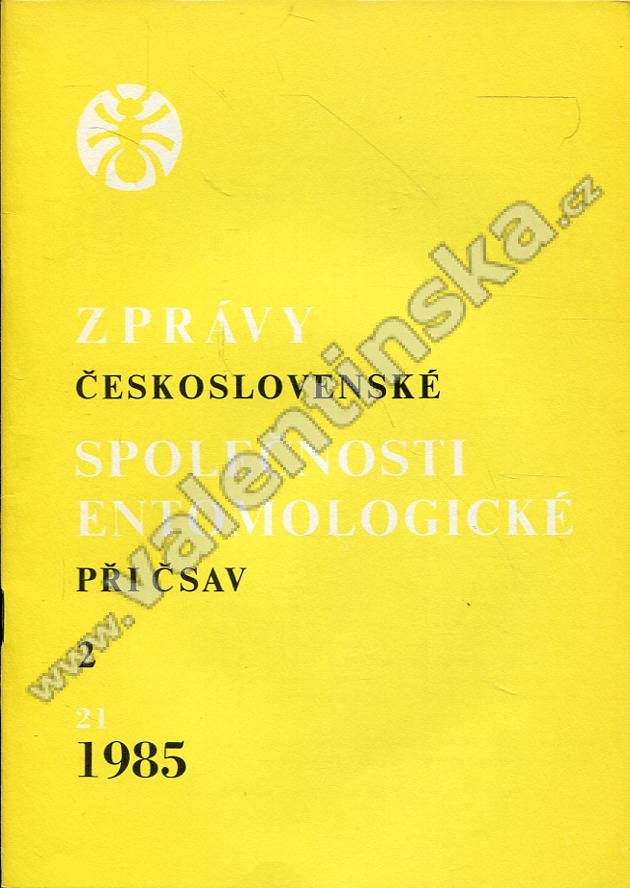 ZPRÁVY
ČESKOSLOVENSKÉ
SPOLEČNOSTI
ENTOMOLOGICKÉ
PŘI ČSAV
2
21
1985
www.valentinska.cz